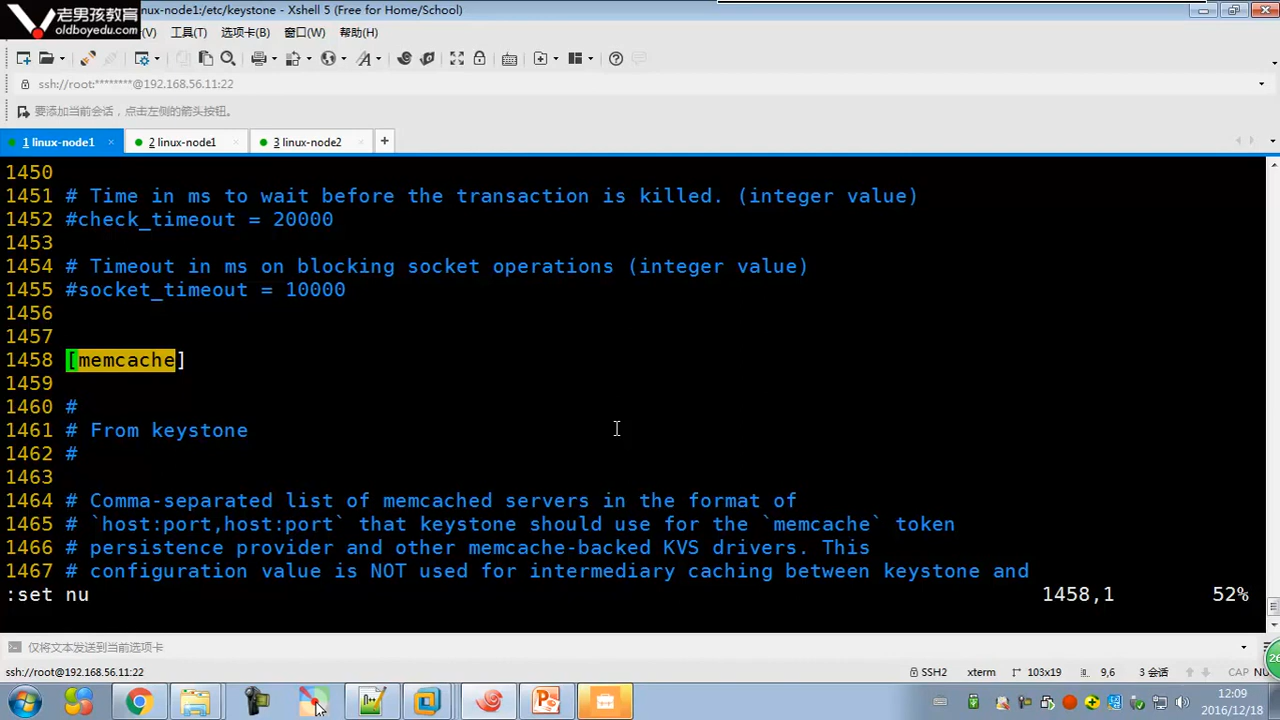 老男孩教育
oldboyedu.com
nux-node1:/etc/keystone - Xshell 5 (Free for Home/School)
(V) 工具(T) 选项卡(B) 窗口(W) 帮助(H)
ssh://root:********@192.168.56.11:22
要添加当前会话，点击左侧的箭头按钮。
1 linux-node1 × 2 linux-node1 × 3 linux-node2 × +
1450
1451 # Time in ms to wait before the transaction is killed. (integer value)
1452 #check_timeout = 20000
1453
1454 # Timeout in ms on blocking socket operations (integer value)
1455 #socket_timeout = 10000
1456
1457
1458 [memcache]
1459
1460 #
1461 # From keystone
1462 #
1463
1464 # Comma-separated list of memcached servers in the format of
1465 # `host:port,host:port` that keystone should use for the `memcache` token
1466 # persistence provider and other memcache-backed KVS drivers. This
1467 # configuration value is NOT used for intermediary caching between keystone and
:set nu 1458,1 52%
仅将文本发送到当前选项卡
ssh://root@192.168.56.11:22 SSH2 xterm 103x19 9,6 3 会话 CAP NU
26
12:09
2016/12/18